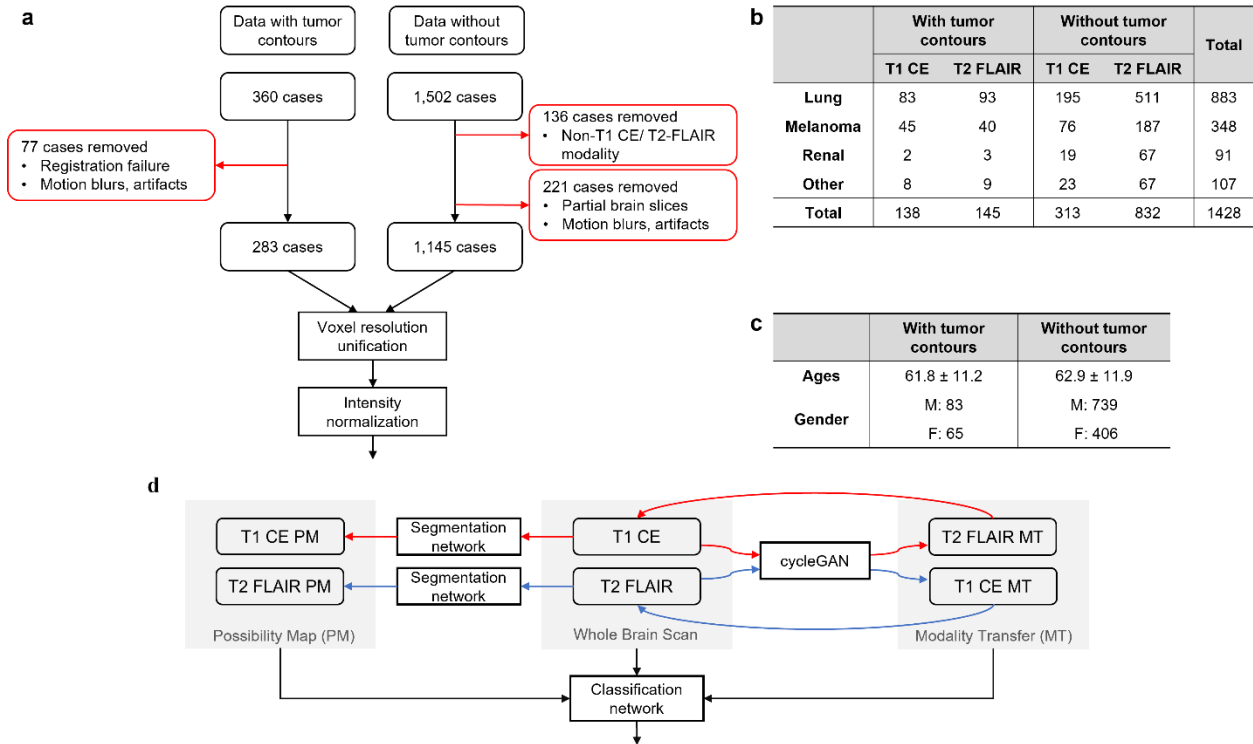 a
Data with tumor
contours
Data without
tumor contours
360 cases
1,502 cases
77 cases removed
• Registration failure
• Motion blurs, artifacts
136 cases removed
• Non-T1 CE/ T2-FLAIR
modality
221 cases removed
• Partial brain slices
• Motion blurs, artifacts
283 cases
1,145 cases
Voxel resolution
unification
Intensity
normalization
b
With tumor
contours
Without tumor
contours
Total
T1 CE T2 FLAIR T1 CE T2 FLAIR
Lung 83 93 195 511 883
Melanoma 45 40 76 187 348
Renal 2 3 19 67 91
Other 8 9 23 67 107
Total 138 145 313 832 1428
c
With tumor
contours
Without tumor
contours
Ages 61.8 ± 11.2 62.9 ± 11.9
Gender
M: 83 M: 739
F: 65 F: 406
d
T1 CE PM
Segmentation
network
T1 CE
cycleGAN
T2 FLAIR MT
T2 FLAIR PM
Segmentation
network
T2 FLAIR
T1 CE MT
Possibility Map (PM)
Whole Brain Scan
Modality Transfer (MT)
Classification
network